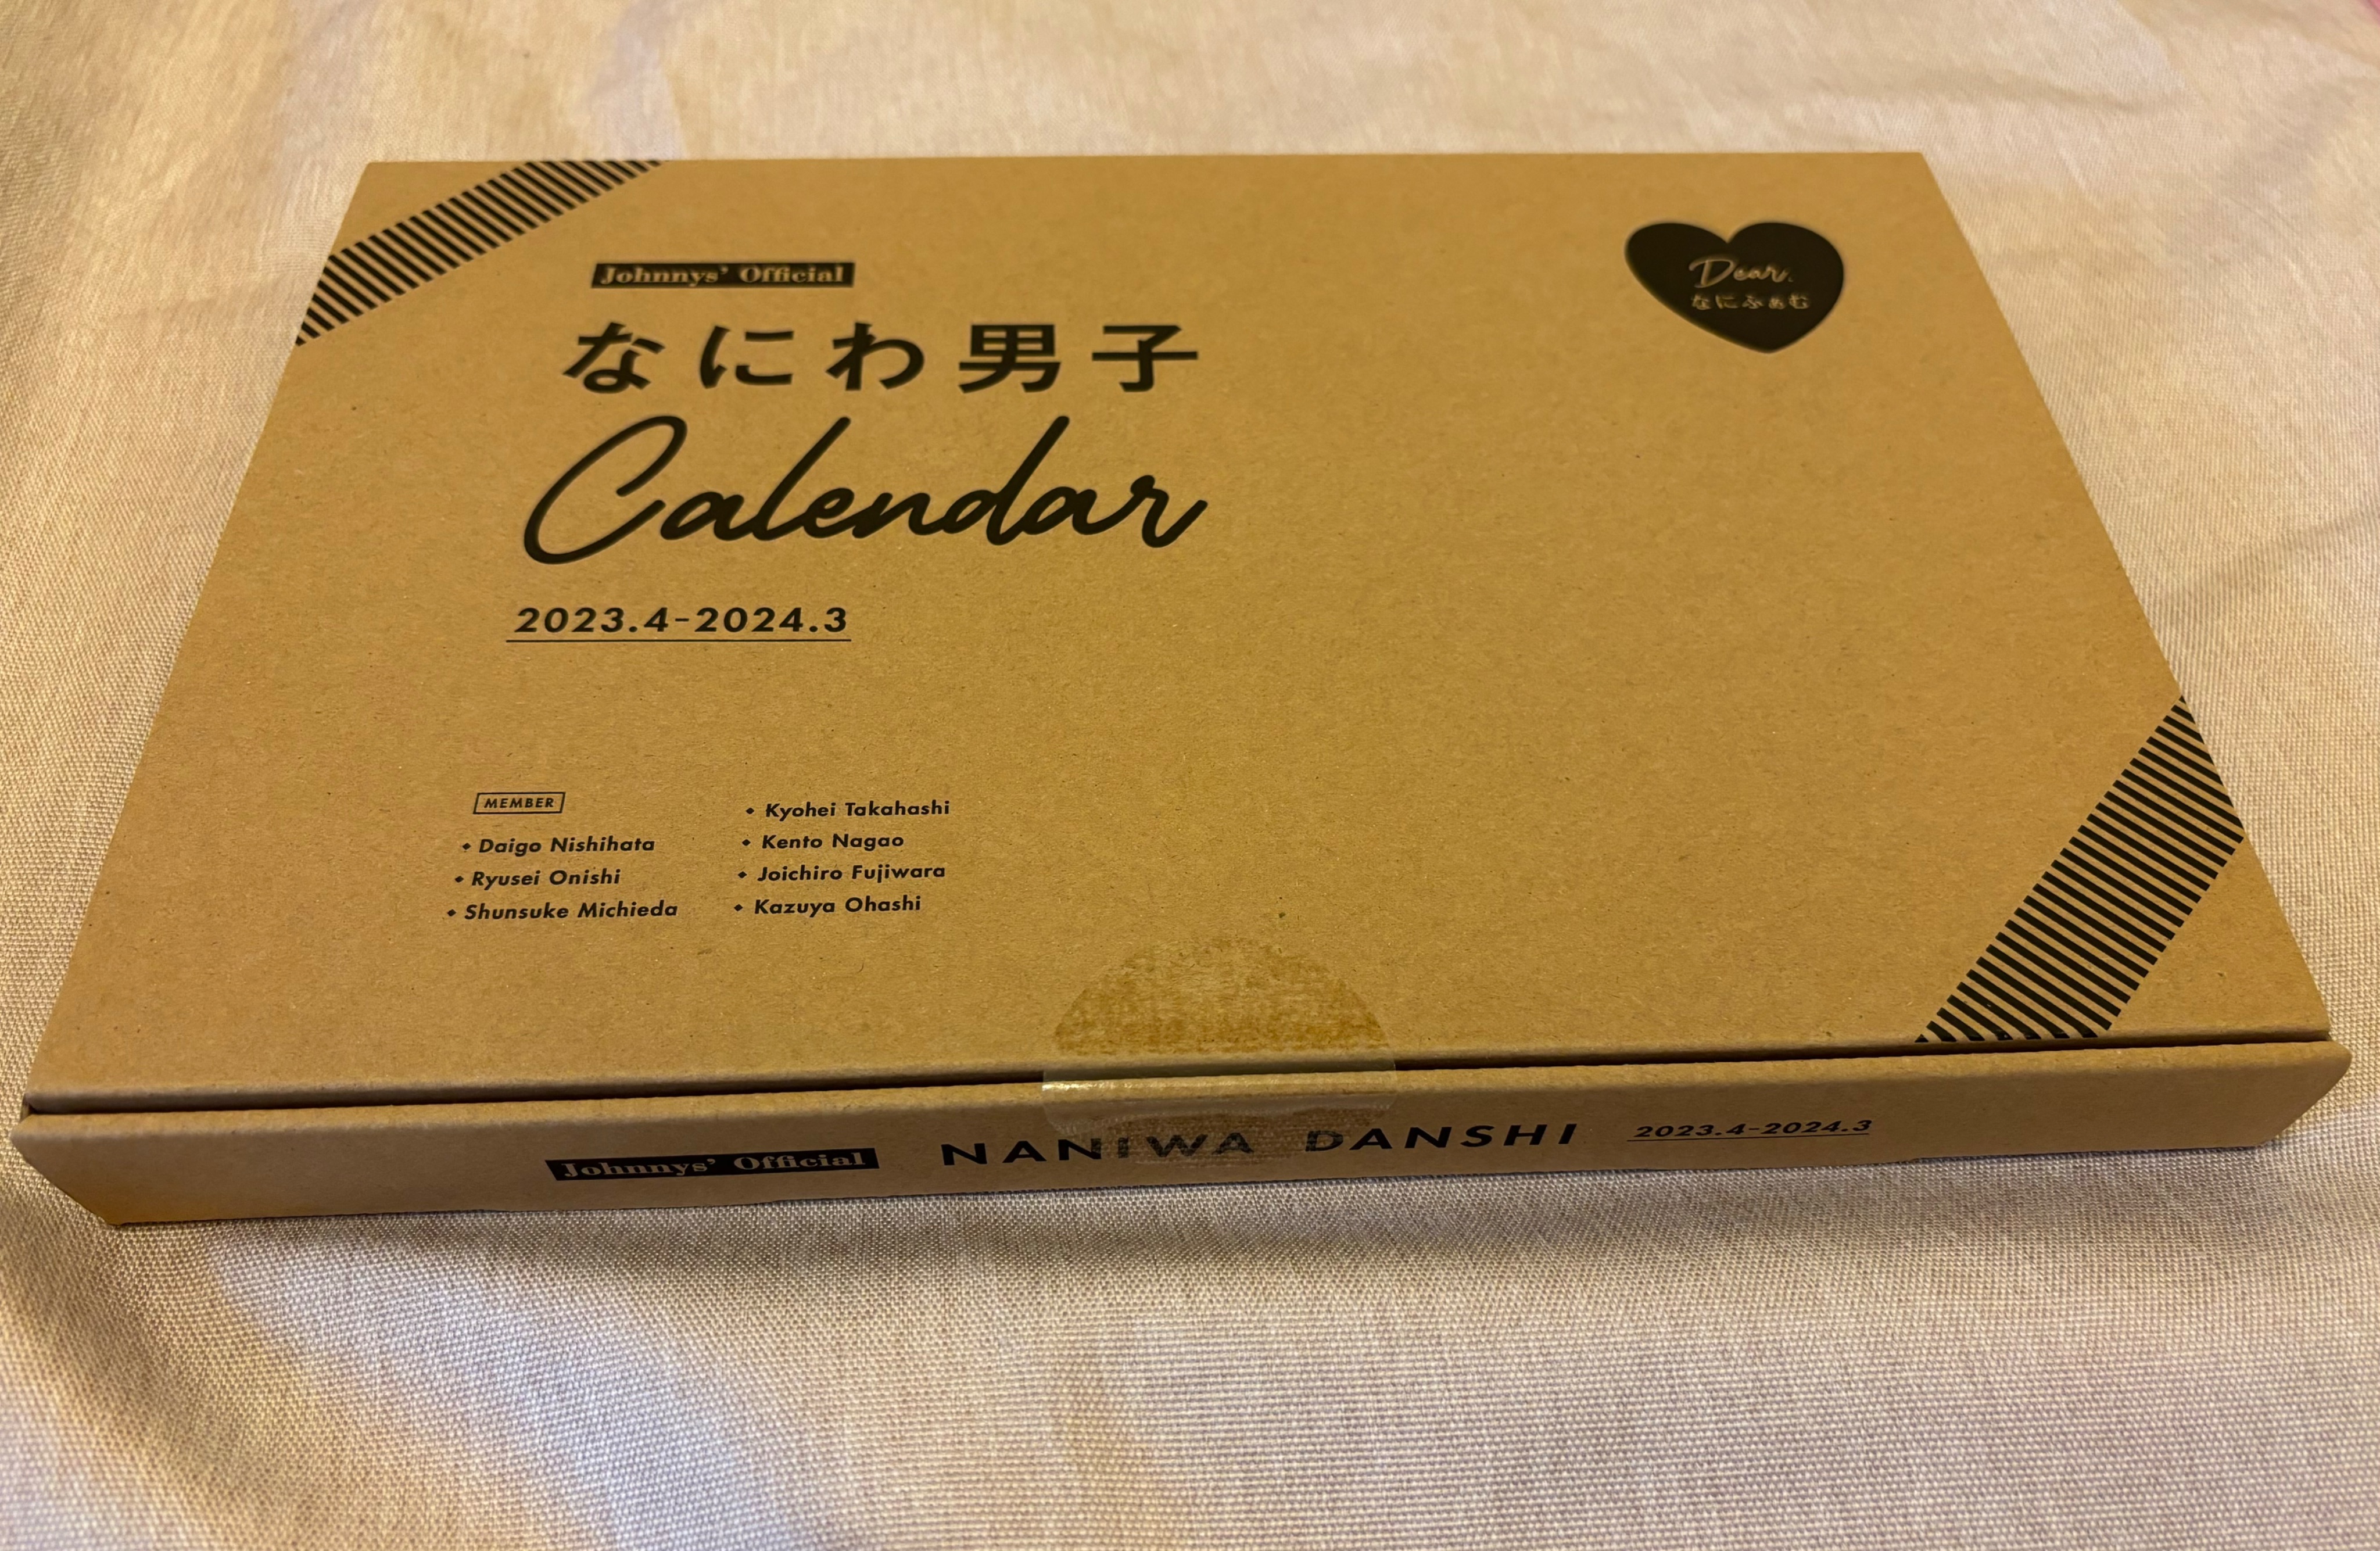 Johnnys' Official
なにわ男子
Calendar
2023.4-2024.3
Dear.
なにふぁむ
MEMBER
• Daigo Nishihata
• Ryusei Onishi
• Shunsuke Michieda
• Kyohei Takahashi
• Kento Nagao
• Joichiro Fujiwara
• Kazuya Ohashi
Johnnys' Official NANIWA DANSHI 2023.4-2024.3